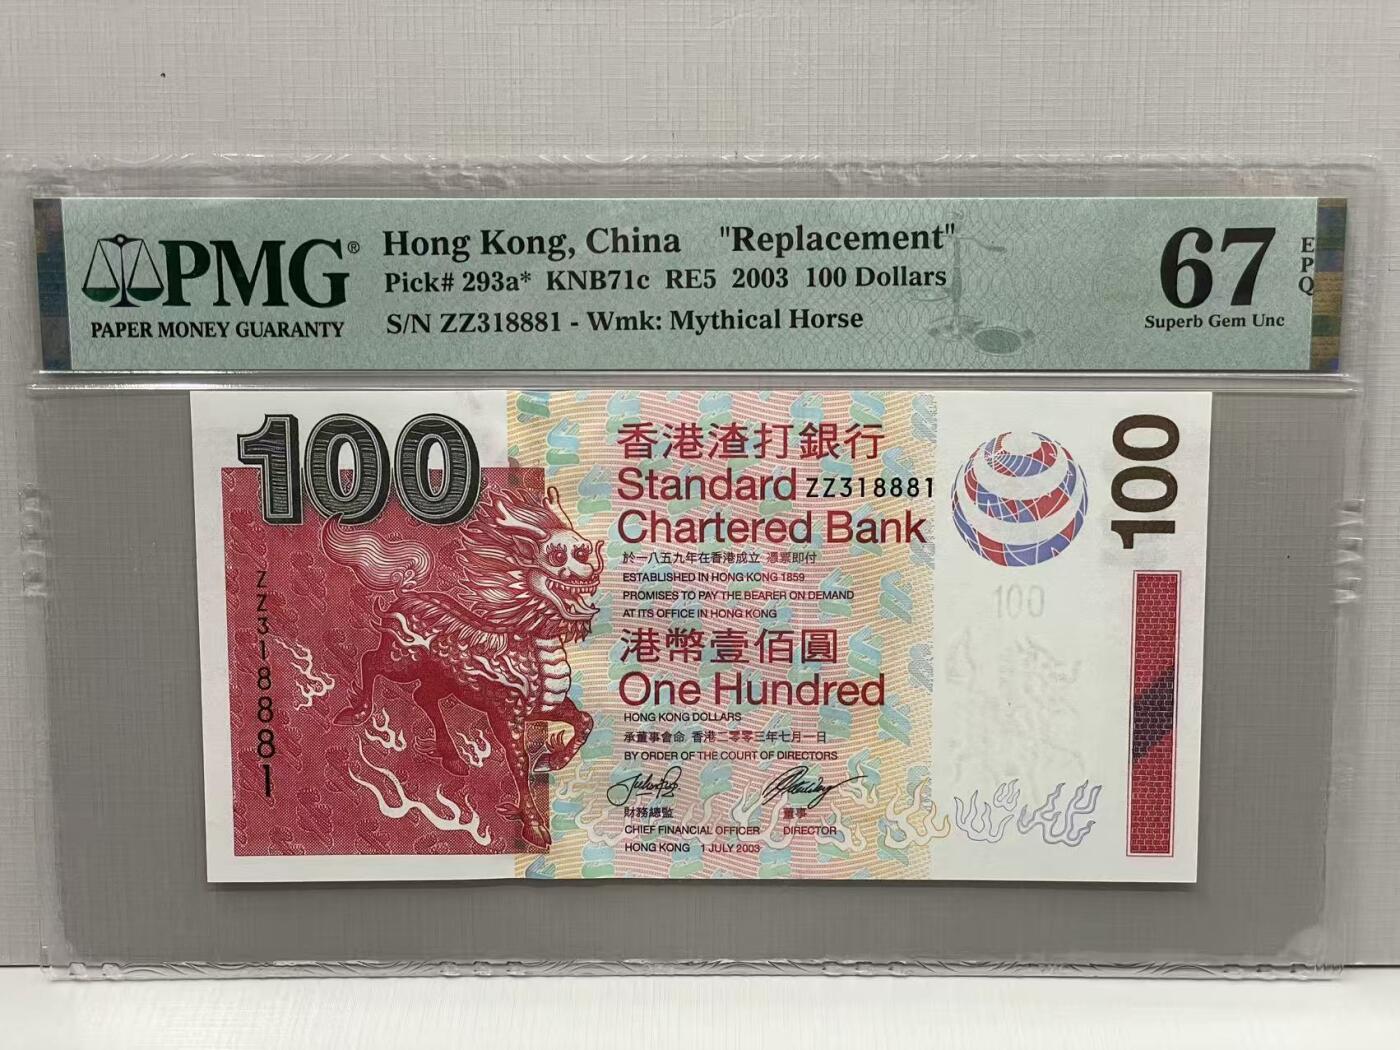 PMG®
PAPER MONEY GUARANTY
Hong Kong, China "Replacement"
Pick# 293a* KNB71c RE5 2003 100 Dollars
S/N ZZ318881 - Wmk: Mythical Horse
67
EPQ
Superb Gem Unc
100
香港渣打銀行
Standard ZZ318881
Chartered Bank
於一八五九年在香港成立 憑票即付
ESTABLISHED IN HONG KONG 1859
PROMISES TO PAY THE BEARER ON DEMAND
AT ITS OFFICE IN HONG KONG
港幣壹佰圓
One Hundred
HONG KONG DOLLARS
承董事會命 香港二零零三年七月一日
BY ORDER OF THE COURT OF DIRECTORS
財務總監 董事
CHIEF FINANCIAL OFFICER DIRECTOR
HONG KONG 1 JULY 2003
ZZ318881
100
100